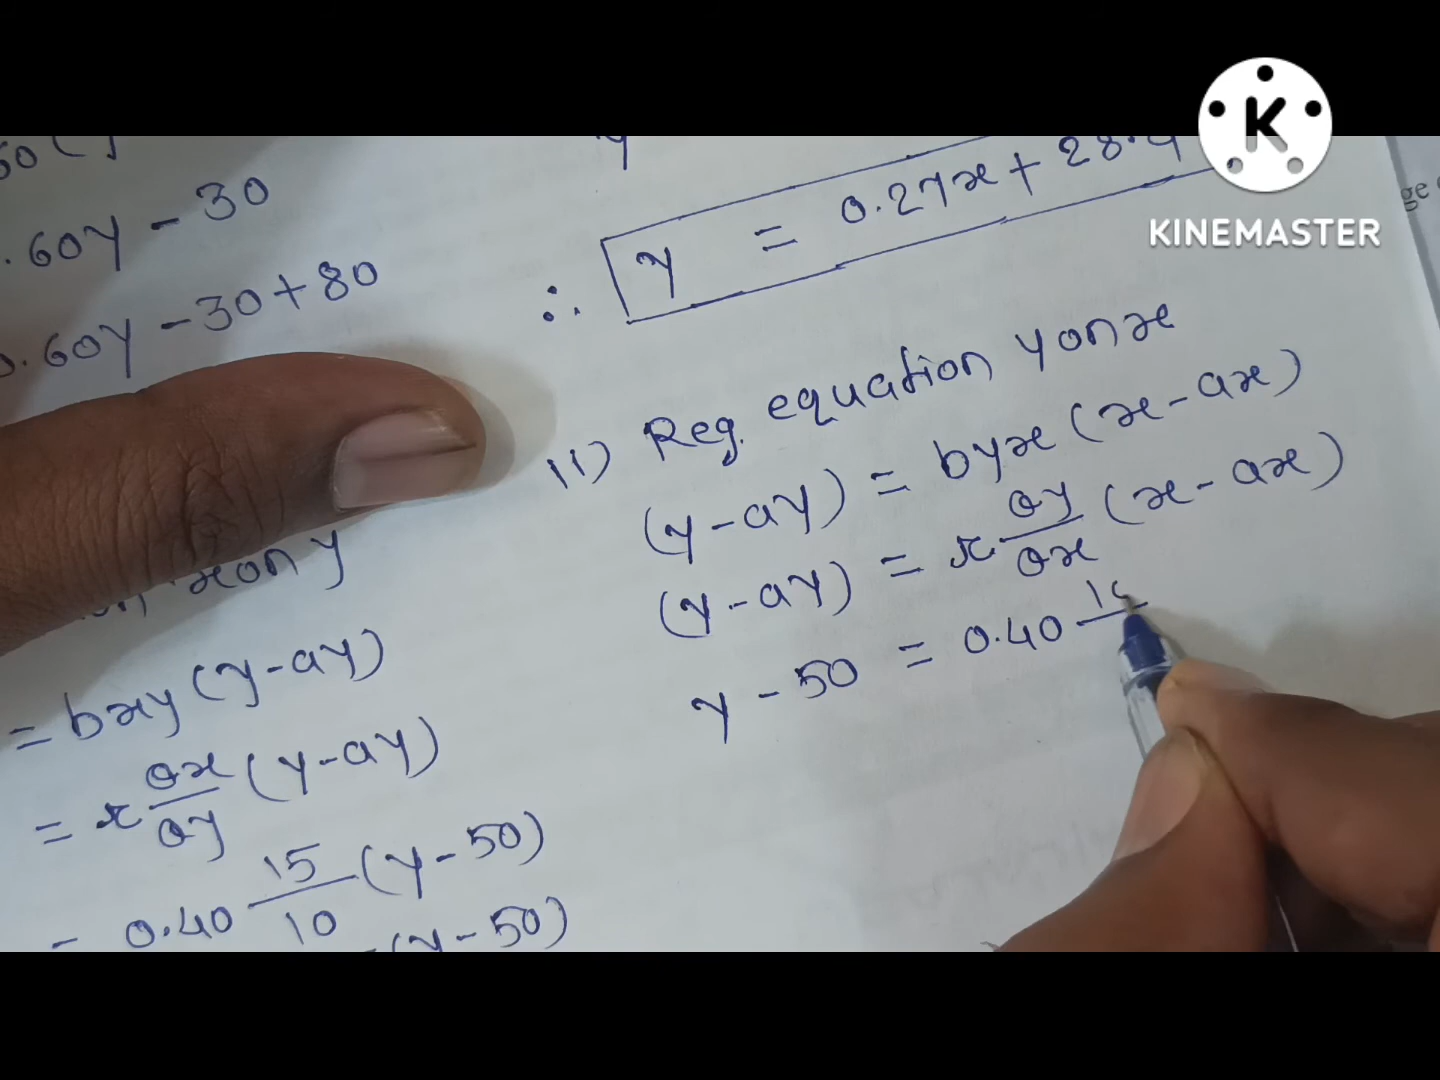 .60y - 30
0.60y - 30 + 80
x on y
= bxy (y - ay)
= r σx/σy (y - ay)
= 0.40 15/10 (y - 50)
(y - 50)
∴ y = 0.27x + 28.4
ii) Reg. equation y on x
(y - ay) = byx (x - ax)
(y - ay) = r σy/σx (x - ax)
y - 50 = 0.40
KINEMASTER